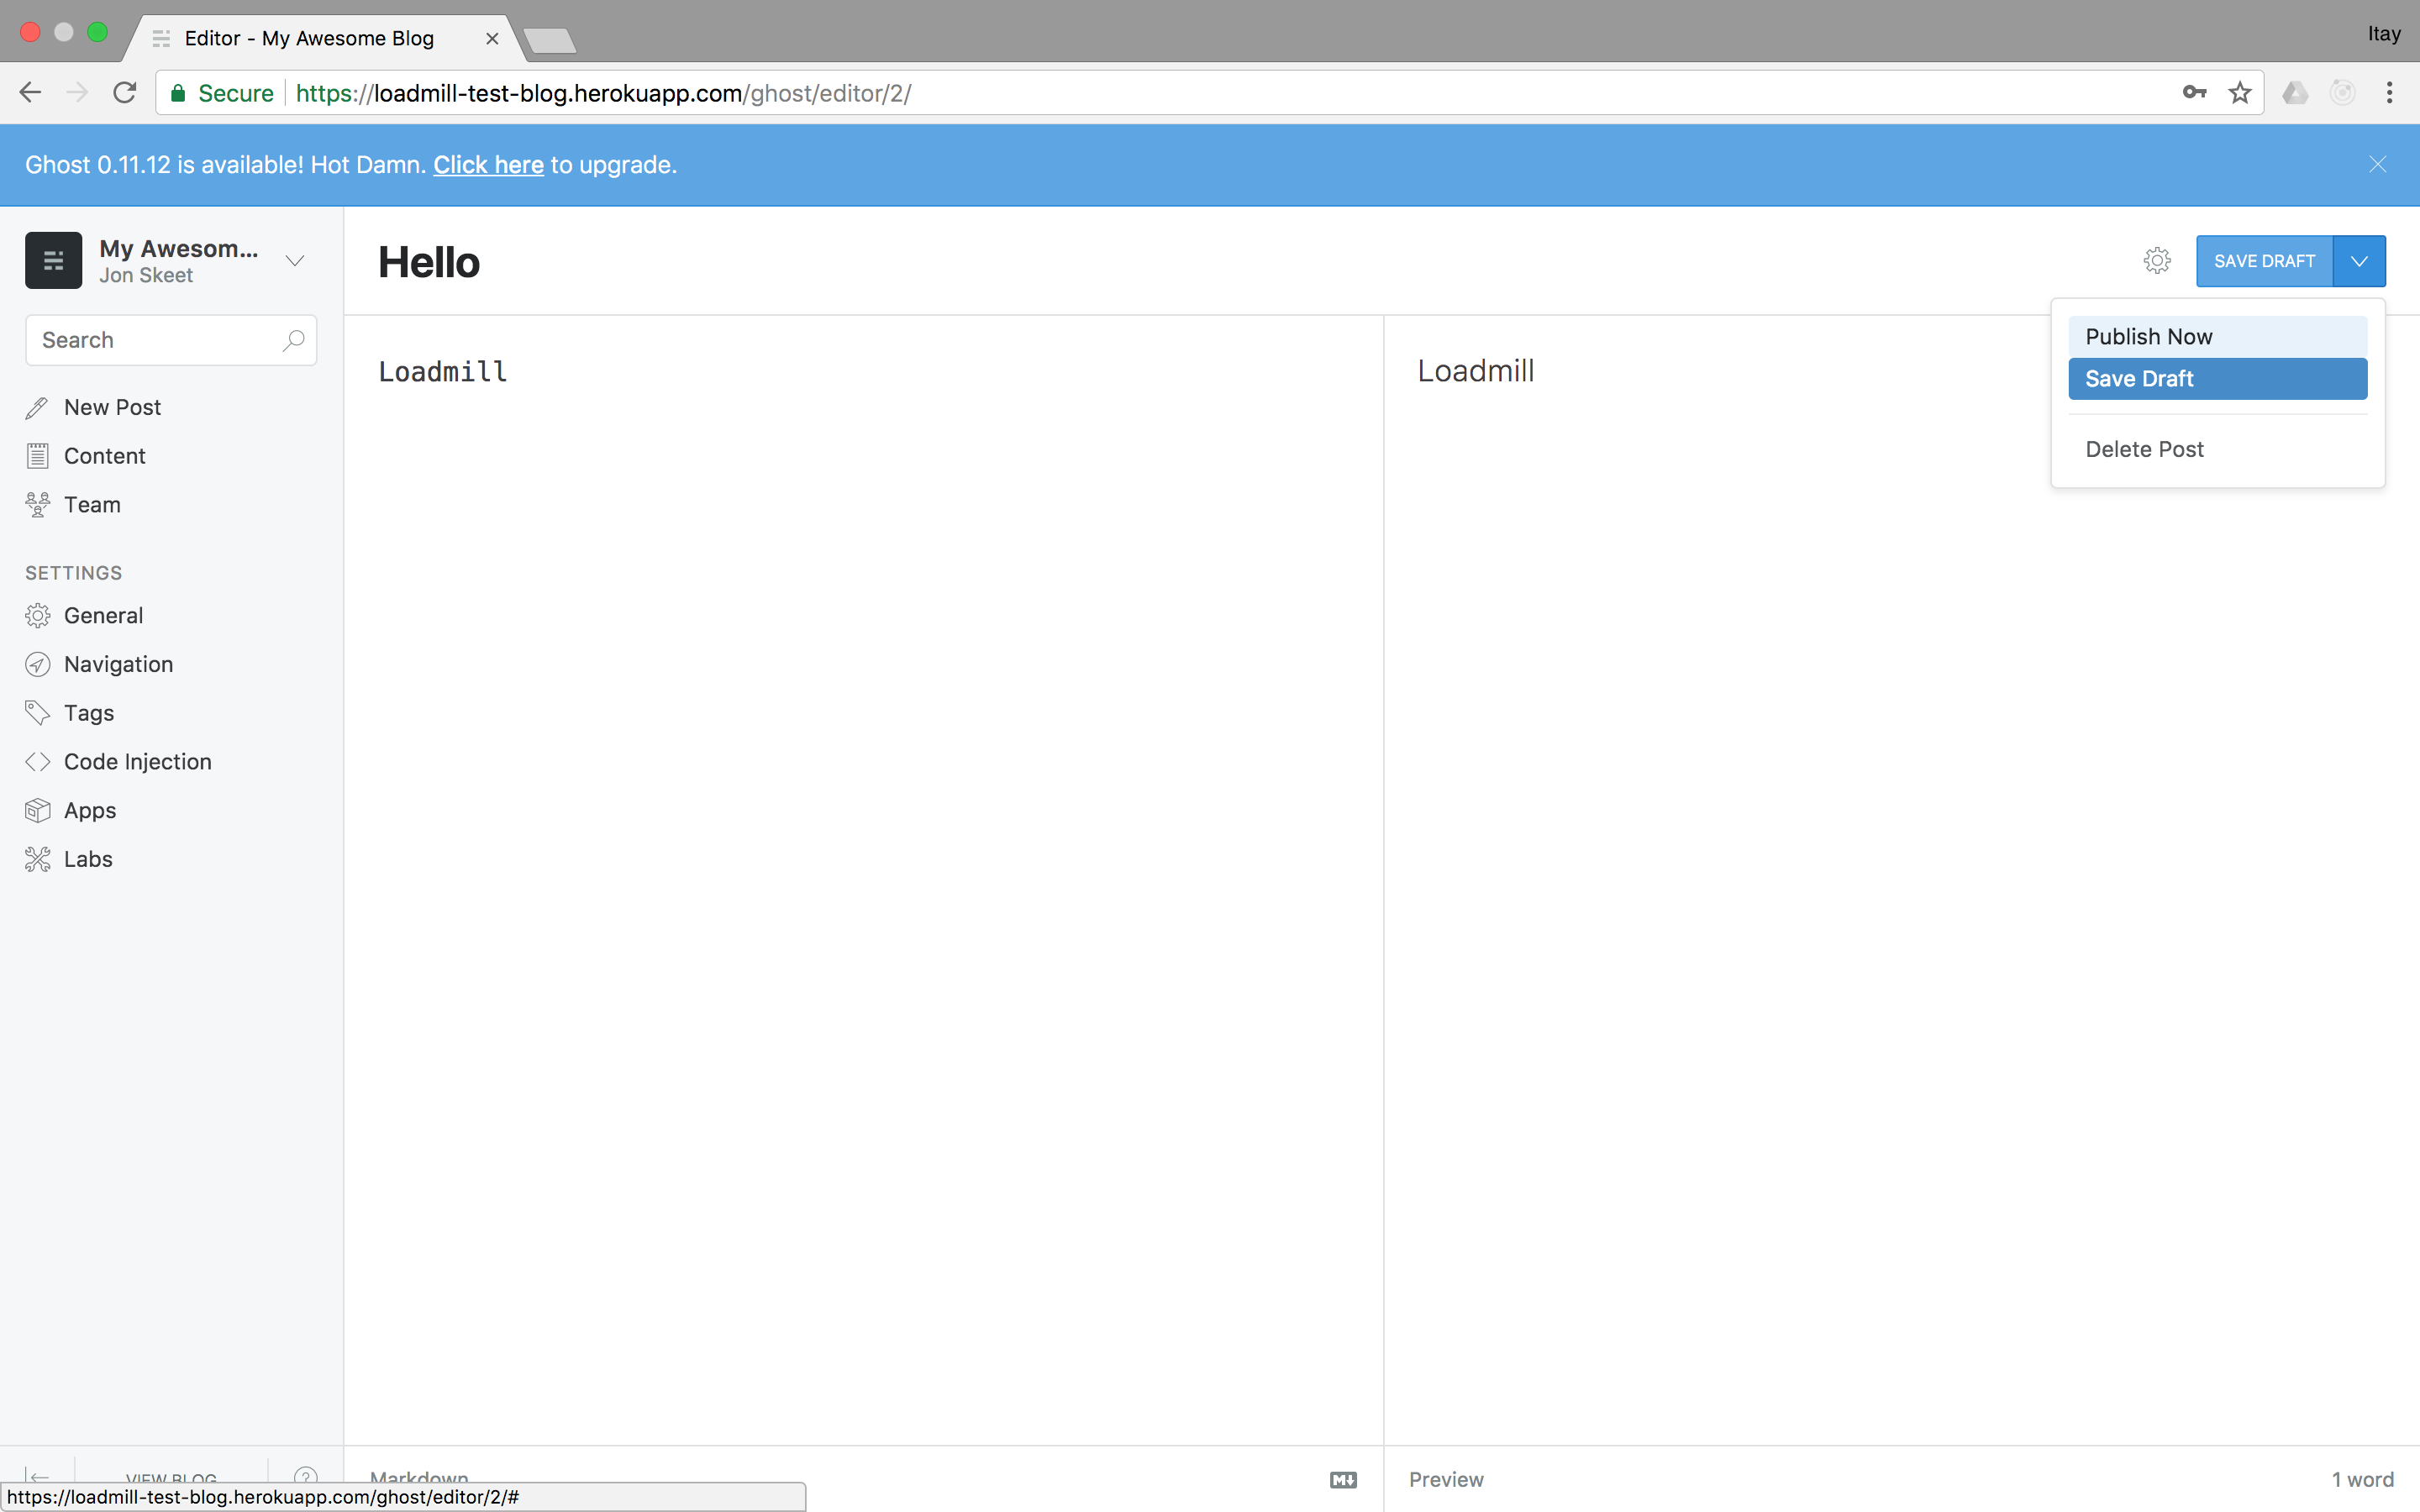 Editor - My Awesome Blog
Itay
Secure https://loadmill-test-blog.herokuapp.com/ghost/editor/2/
Ghost 0.11.12 is available! Hot Damn. Click here to upgrade.
My Awesom...
Jon Skeet
Hello
SAVE DRAFT
Search
Publish Now
Save Draft
Delete Post
Loadmill
Loadmill
New Post
Content
Team
SETTINGS
General
Navigation
Tags
Code Injection
Apps
Labs
VIEW BLOG
?
Markdown
M
Preview
1 word
https://loadmill-test-blog.herokuapp.com/ghost/editor/2/#